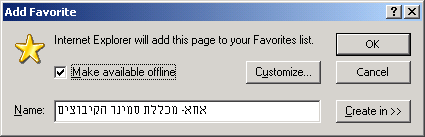 Add Favorite
Internet Explorer will add this page to your Favorites list.
OK
Make available offline
Customize...
Cancel
Name:
אחא- מכללת סמינר הקיבוצים
Create in >>